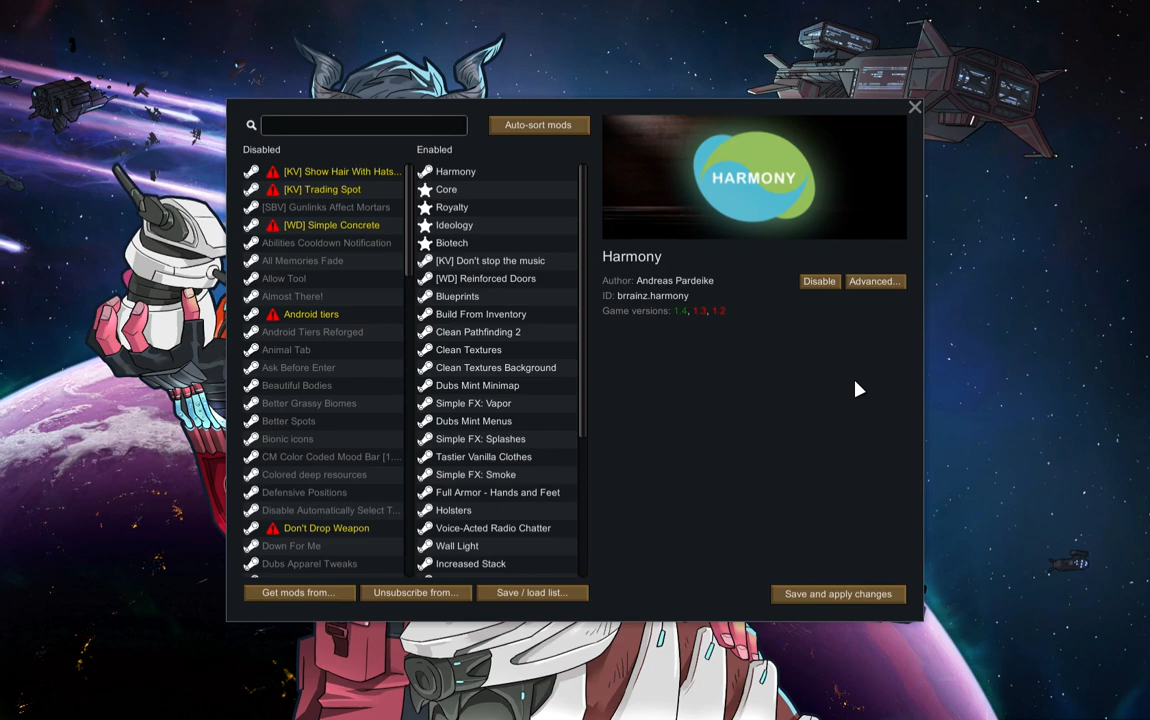 Auto-sort mods
Disabled
Enabled
[KV] Show Hair With Hats...
[KV] Trading Spot
[SBV] Gunlinks Affect Mortars
[WD] Simple Concrete
Abilities Cooldown Notification
All Memories Fade
Allow Tool
Almost There!
Android tiers
Android Tiers Reforged
Animal Tab
Ask Before Enter
Beautiful Bodies
Better Grassy Biomes
Better Spots
Bionic icons
CM Color Coded Mood Bar [1....
Colored deep resources
Defensive Positions
Disable Automatically Select T...
Don't Drop Weapon
Down For Me
Dubs Apparel Tweaks
Harmony
Core
Royalty
Ideology
Biotech
[KV] Don't stop the music
[WD] Reinforced Doors
Blueprints
Build From Inventory
Clean Pathfinding 2
Clean Textures
Clean Textures Background
Dubs Mint Minimap
Simple FX: Vapor
Dubs Mint Menus
Simple FX: Splashes
Tastier Vanilla Clothes
Simple FX: Smoke
Full Armor - Hands and Feet
Holsters
Voice-Acted Radio Chatter
Wall Light
Increased Stack
Get mods from...
Unsubscribe from...
Save / load list...
HARMONY
Harmony
Author: Andreas Pardeike
Disable
Advanced...
ID: brrainz.harmony
Game versions: 1.4, 1.3, 1.2
Save and apply changes